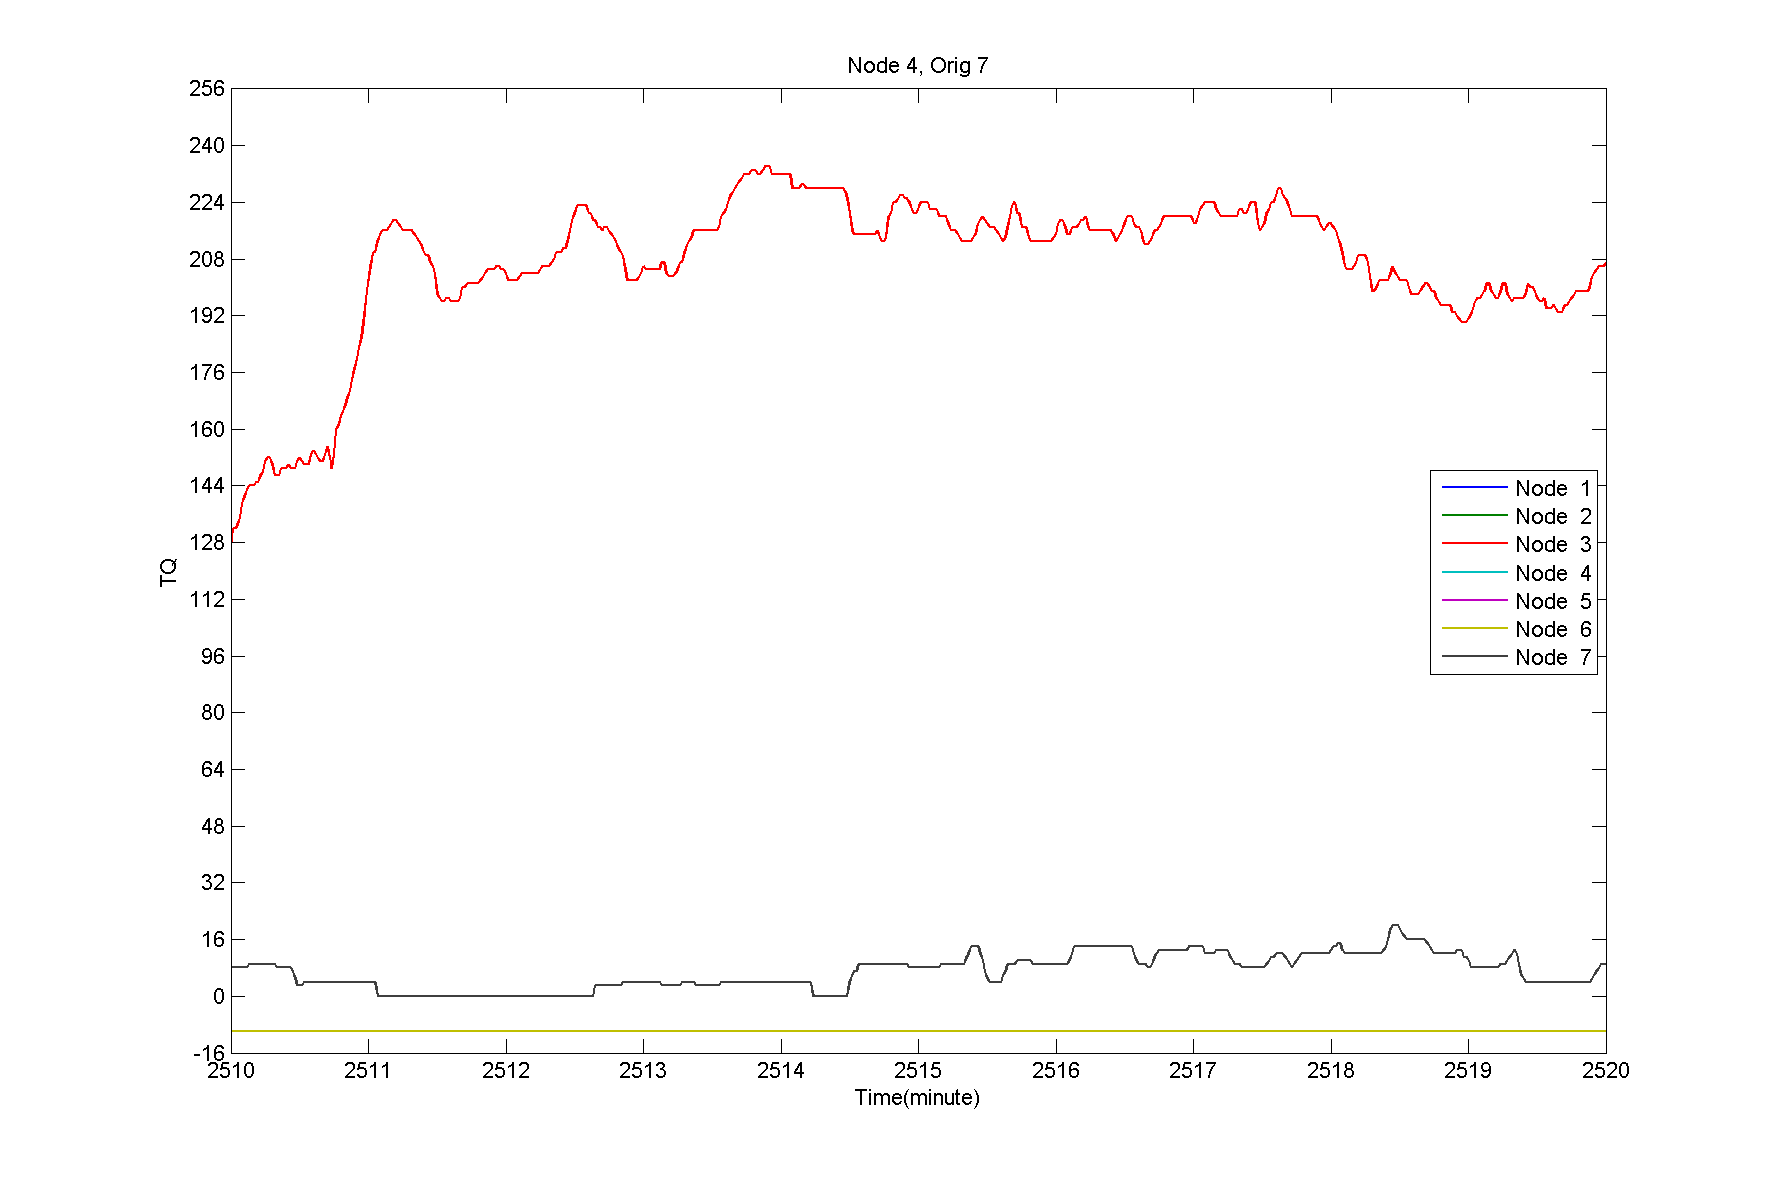 Node 4, Orig 7
256
240
224
208
192
176
160
144
128
112
96
80
64
48
32
16
0
-16
TQ
Node 1
Node 2
Node 3
Node 4
Node 5
Node 6
Node 7
2510 2511 2512 2513 2514 2515 2516 2517 2518 2519 2520
Time(minute)